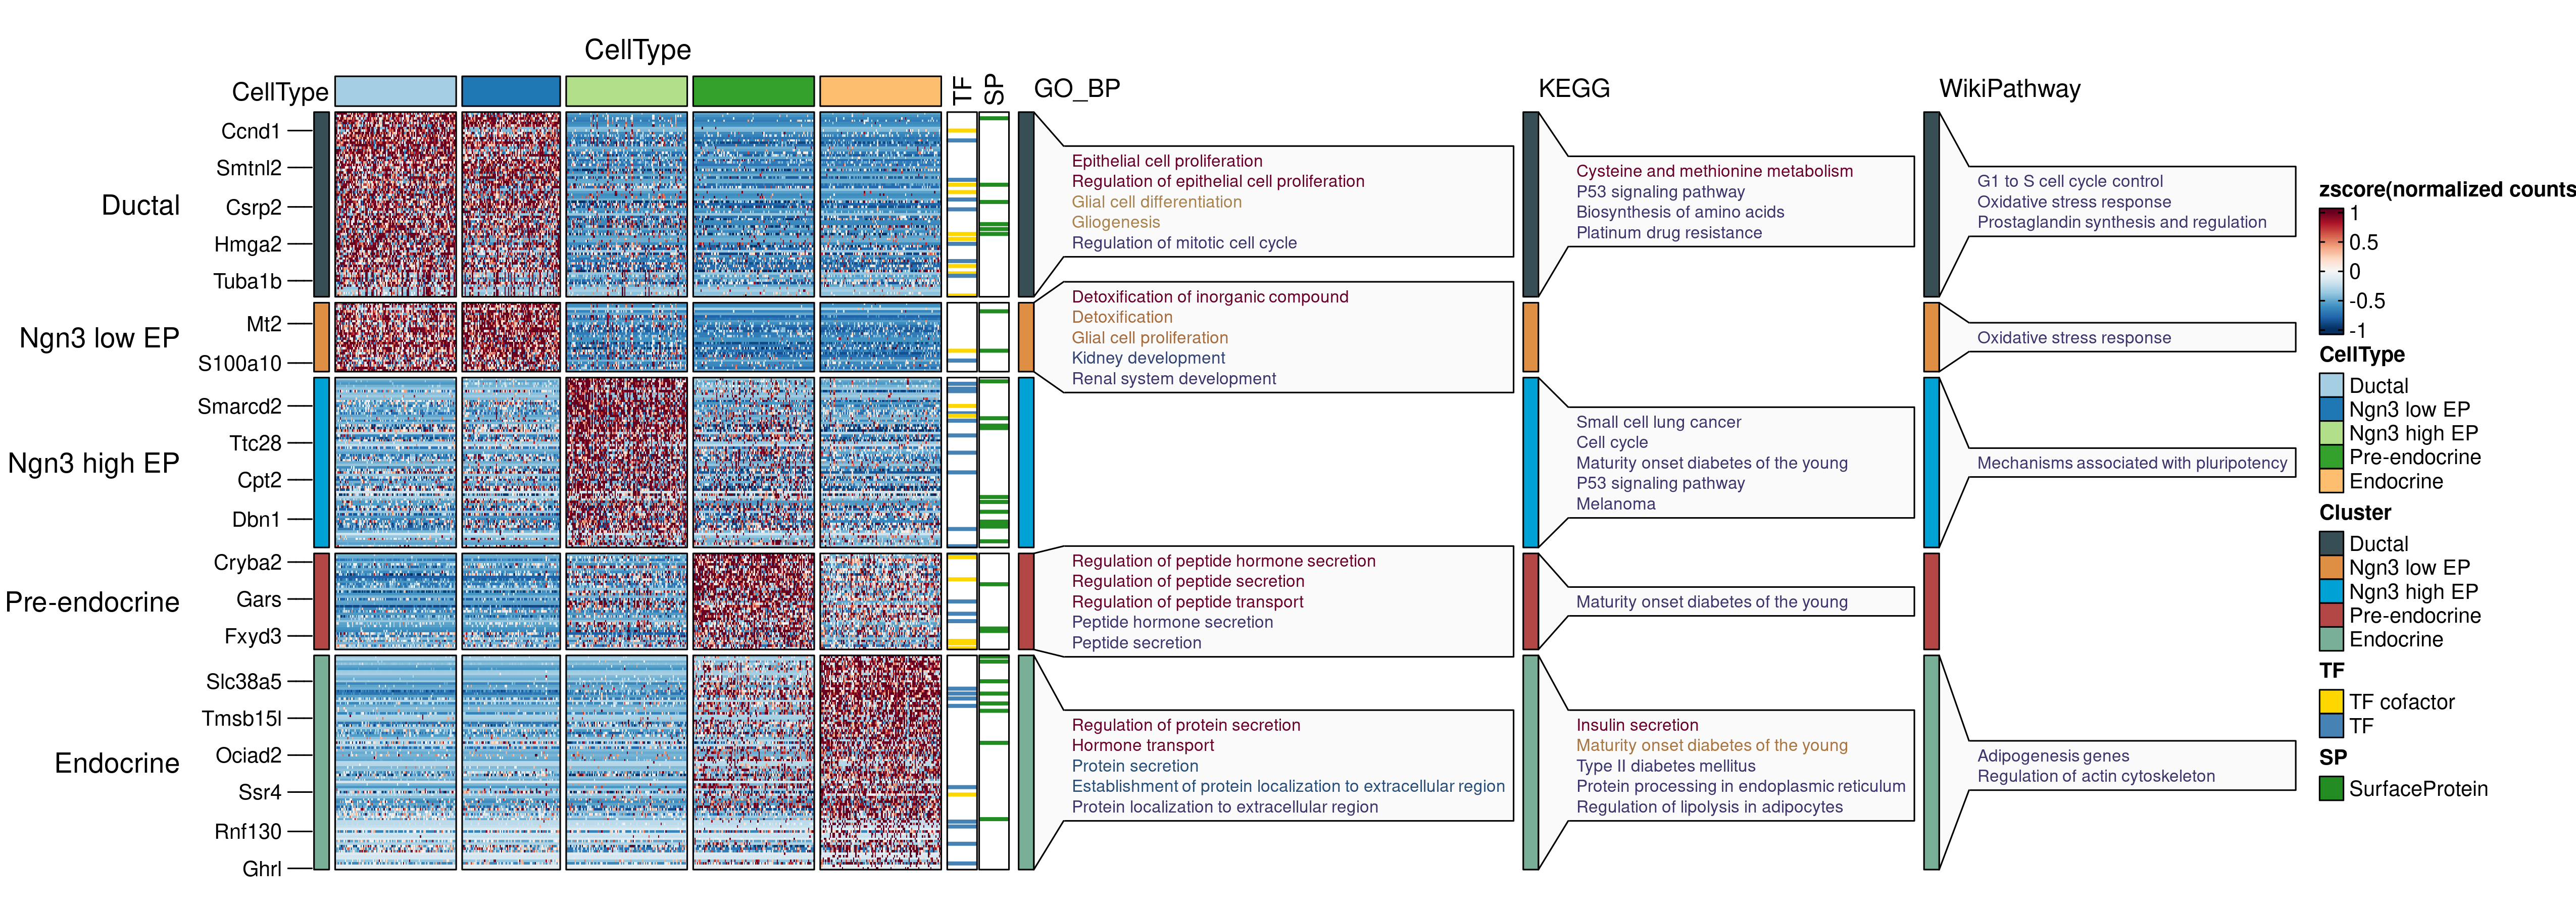 CellType
CellType
TF
SP
GO_BP
KEGG
WikiPathway
Ductal
Ccnd1
Smtnl2
Csrp2
Hmga2
Tuba1b
Ngn3 low EP
Mt2
S100a10
Ngn3 high EP
Smarcd2
Ttc28
Cpt2
Dbn1
Pre-endocrine
Cryba2
Gars
Fxyd3
Endocrine
Slc38a5
Tmsb15l
Ociad2
Ssr4
Rnf130
Ghrl
Epithelial cell proliferation
Regulation of epithelial cell proliferation
Glial cell differentiation
Gliogenesis
Regulation of mitotic cell cycle
Detoxification of inorganic compound
Detoxification
Glial cell proliferation
Kidney development
Renal system development
Regulation of peptide hormone secretion
Regulation of peptide secretion
Regulation of peptide transport
Peptide hormone secretion
Peptide secretion
Regulation of protein secretion
Hormone transport
Protein secretion
Establishment of protein localization to extracellular region
Protein localization to extracellular region
Cysteine and methionine metabolism
P53 signaling pathway
Biosynthesis of amino acids
Platinum drug resistance
Small cell lung cancer
Cell cycle
Maturity onset diabetes of the young
P53 signaling pathway
Melanoma
Maturity onset diabetes of the young
Insulin secretion
Maturity onset diabetes of the young
Type II diabetes mellitus
Protein processing in endoplasmic reticulum
Regulation of lipolysis in adipocytes
G1 to S cell cycle control
Oxidative stress response
Prostaglandin synthesis and regulation
Oxidative stress response
Mechanisms associated with pluripotency
Adipogenesis genes
Regulation of actin cytoskeleton
zscore(normalized counts
1
0.5
0
-0.5
-1
CellType
Ductal
Ngn3 low EP
Ngn3 high EP
Pre-endocrine
Endocrine
Cluster
Ductal
Ngn3 low EP
Ngn3 high EP
Pre-endocrine
Endocrine
TF
TF cofactor
TF
SP
SurfaceProtein